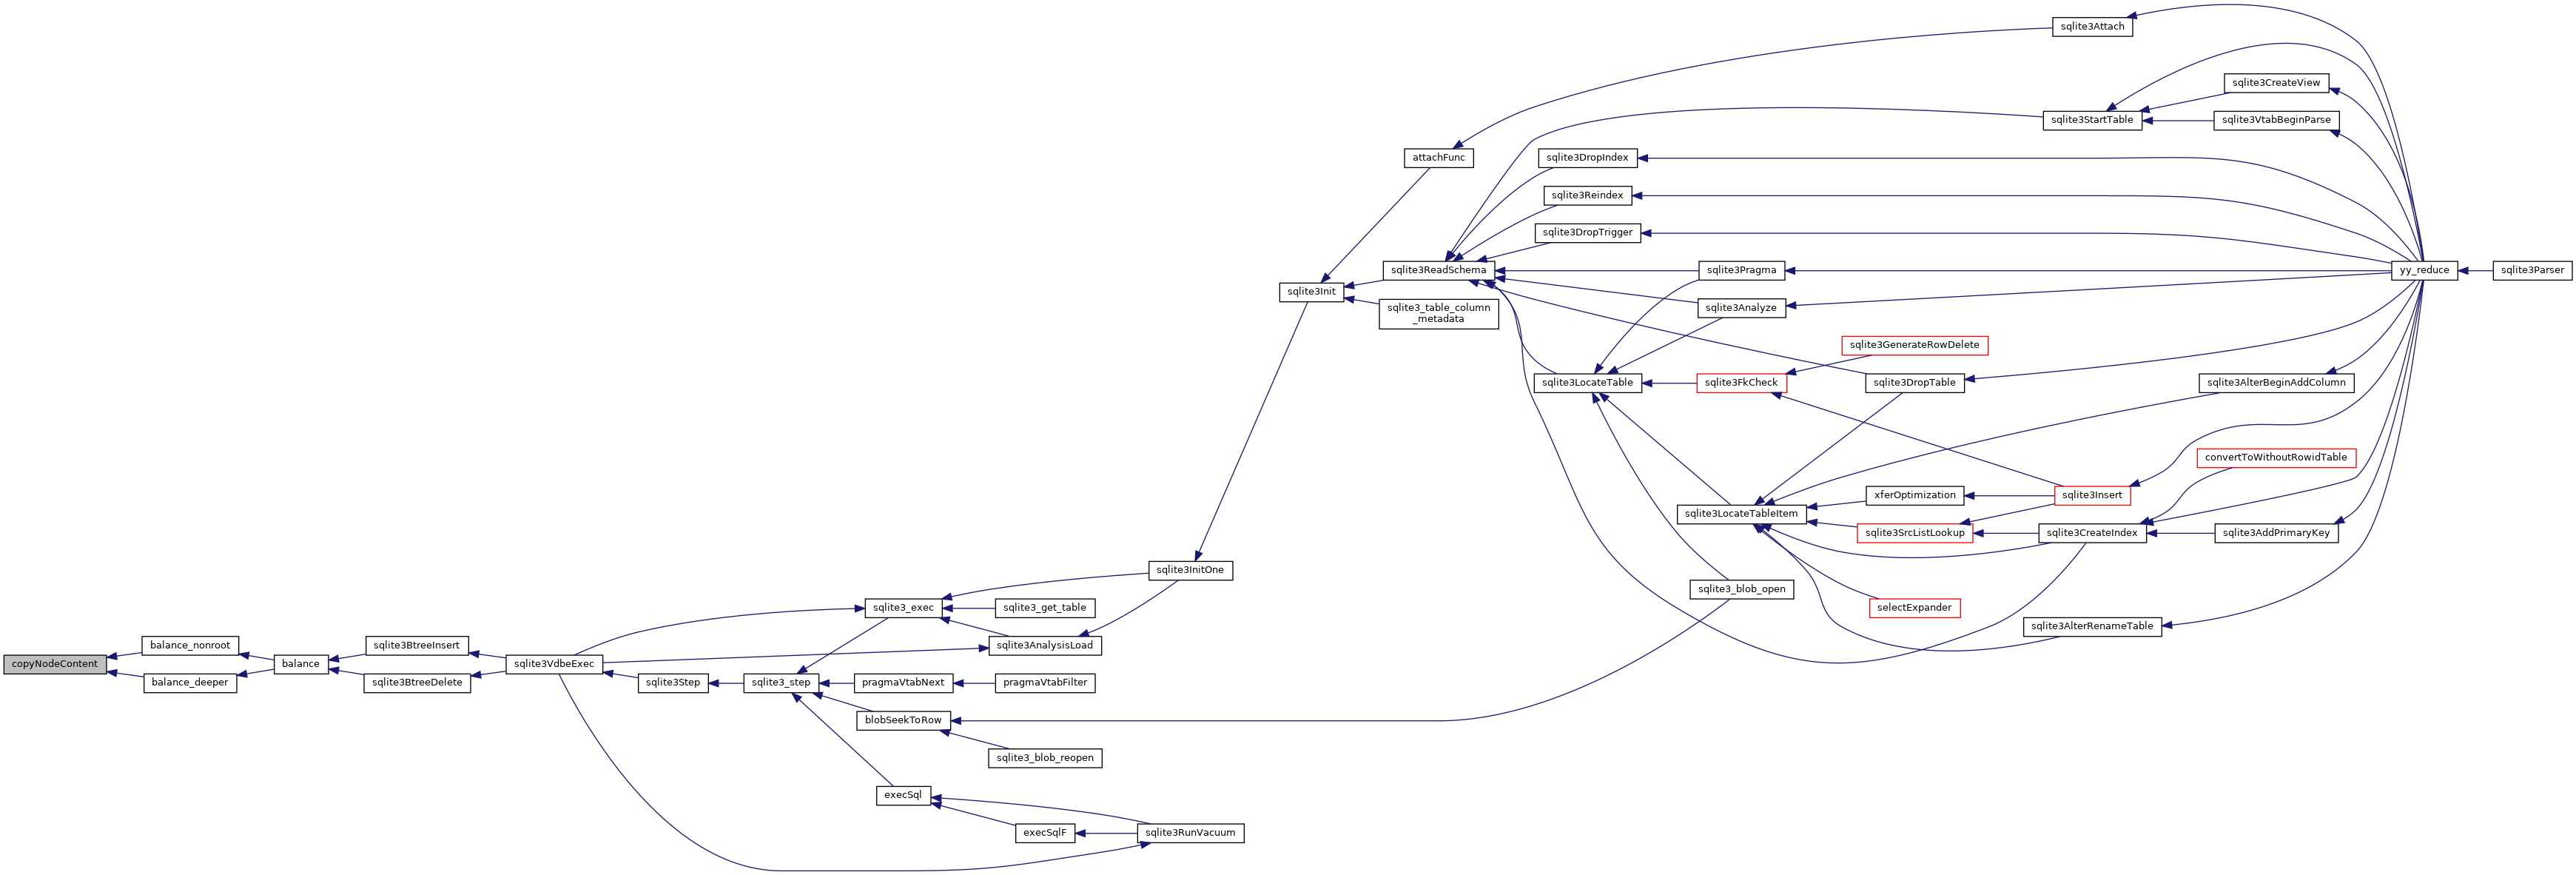 sqlite3Attach
sqlite3CreateView
sqlite3StartTable
sqlite3VtabBeginParse
attachFunc
sqlite3DropIndex
sqlite3Reindex
sqlite3DropTrigger
sqlite3ReadSchema
sqlite3Pragma
yy_reduce
sqlite3Parser
sqlite3Init
sqlite3_table_column
_metadata
sqlite3Analyze
sqlite3GenerateRowDelete
sqlite3LocateTable
sqlite3FkCheck
sqlite3DropTable
sqlite3AlterBeginAddColumn
convertToWithoutRowidTable
xferOptimization
sqlite3Insert
sqlite3LocateTableItem
sqlite3SrcListLookup
sqlite3CreateIndex
sqlite3AddPrimaryKey
sqlite3InitOne
sqlite3_blob_open
sqlite3_exec
sqlite3_get_table
selectExpander
sqlite3AlterRenameTable
balance_nonroot
sqlite3BtreeInsert
sqlite3AnalysisLoad
copyNodeContent
balance
sqlite3VdbeExec
balance_deeper
sqlite3BtreeDelete
sqlite3Step
sqlite3_step
pragmaVtabNext
pragmaVtabFilter
blobSeekToRow
sqlite3_blob_reopen
execSql
execSqlF
sqlite3RunVacuum